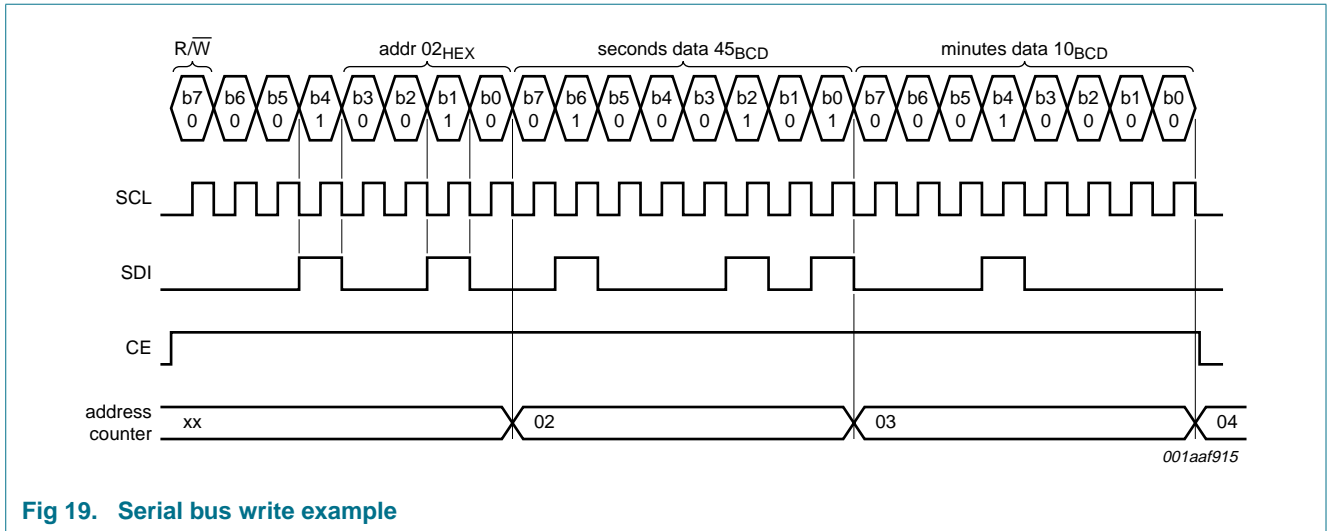 R/W̅ addr 02HEX seconds data 45BCD minutes data 10BCD
b7 b6 b5 b4 b3 b2 b1 b0 b7 b6 b5 b4 b3 b2 b1 b0 b7 b6 b5 b4 b3 b2 b1 b0
0 0 0 1 0 0 1 0 0 1 0 0 0 1 0 1 0 0 0 1 0 0 0 0
SCL
SDI
CE
address
counter
xx 02 03 04
001aaf915
Fig 19. Serial bus write example